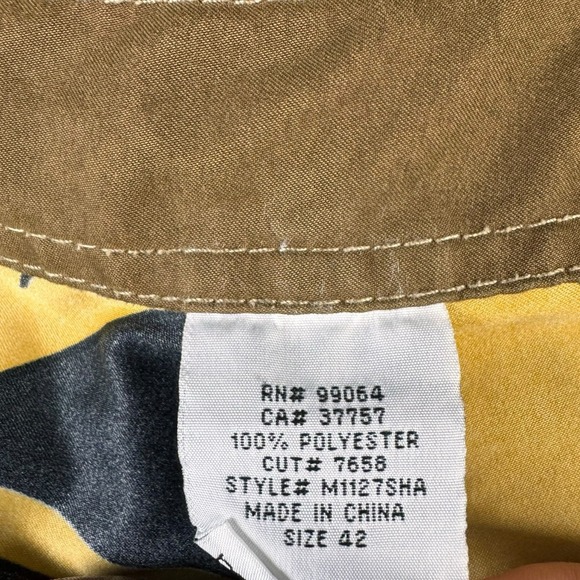 RN# 99064
CA# 37757
100% POLYESTER
CUT# 7658
STYLE# M1127SHA
MADE IN CHINA
SIZE 42